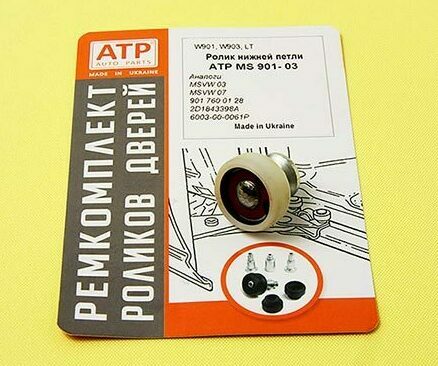 ATP
AUTO PARTS
MADE IN UKRAINE
РЕМКОМПЛЕКТ
РОЛИКОВ ДВЕРЕЙ
W901, W903, LT
Ролик нижней петли
ATP MS 901- 03
Аналоги
MSVW 03
MSVW 07
901 760 01 28
2D1843398A
6003-00-0061P
Made in Ukraine